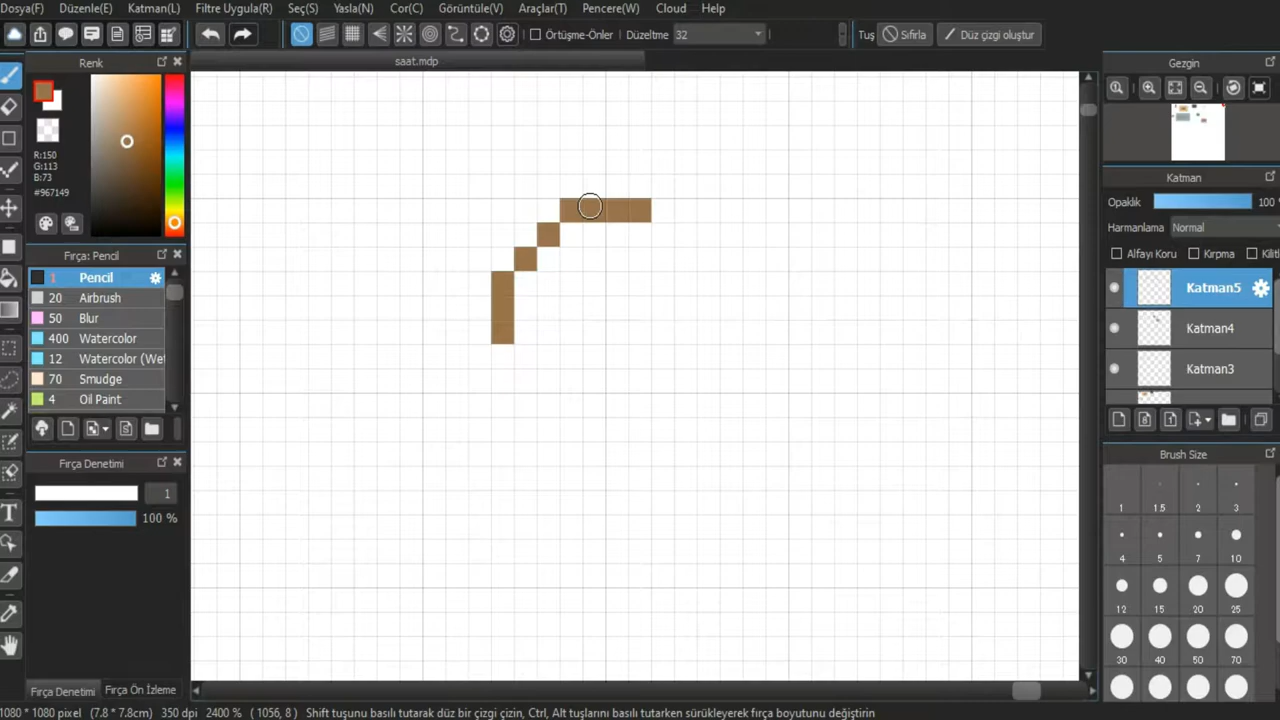 Dosya(F) Düzenle(E) Katman(L) Filtre Uygula(R) Seç(S) Yasla(N) Cor(C) Görüntüle(V) Araçlar(T) Pencere(W) Cloud Help
Örtüşme-Önler Düzeltme 32 Tuş Sıfırla Düz çizgi oluştur
saat.mdp
Renk
R:150
G:113
B:73
#967149
Fırça: Pencil
1 Pencil
20 Airbrush
50 Blur
400 Watercolor
12 Watercolor (Wet
70 Smudge
4 Oil Paint
Fırça Denetimi
1
100 %
Fırça Denetimi Fırça Ön İzleme
Gezgin
Katman
Opaklık 100
Harmanlama Normal
Alfayı Koru Kırpma Kilitl
Katman5
Katman4
Katman3
Brush Size
1 1.5 2 3
4 5 7 10
12 15 20 25
30 40 50 70
1080 * 1080 pixel (7.8 * 7.8cm) 350 dpi 2400 % ( 1056, 8 ) Shift tuşunu basılı tutarak düz bir çizgi çizin, Ctrl, Alt tuşlarını basılı tutarken sürükleyerek fırça boyutunu değiştirin